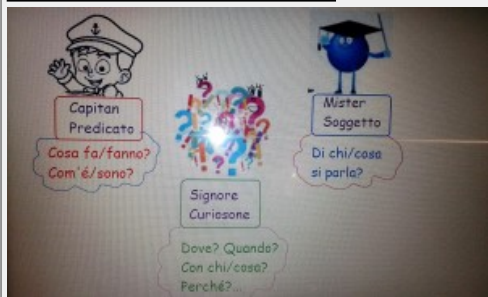 Capitan
Predicato
Cosa fa/fanno?
Com'é/sono?
Mister
Soggetto
Di chi/cosa
si parla?
Signore
Curiosone
Dove? Quando?
Con chi/cosa?
Perché?...